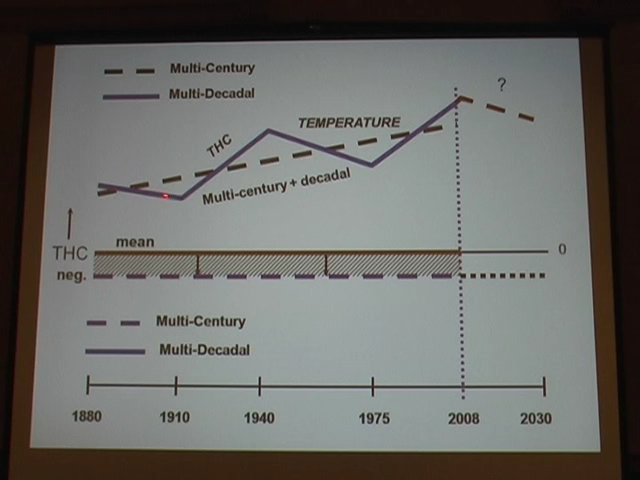 Multi-Century
Multi-Decadal
?
THC
TEMPERATURE
Multi-century + decadal
mean
THC
0
neg.
Multi-Century
Multi-Decadal
1880 1910 1940 1975 2008 2030